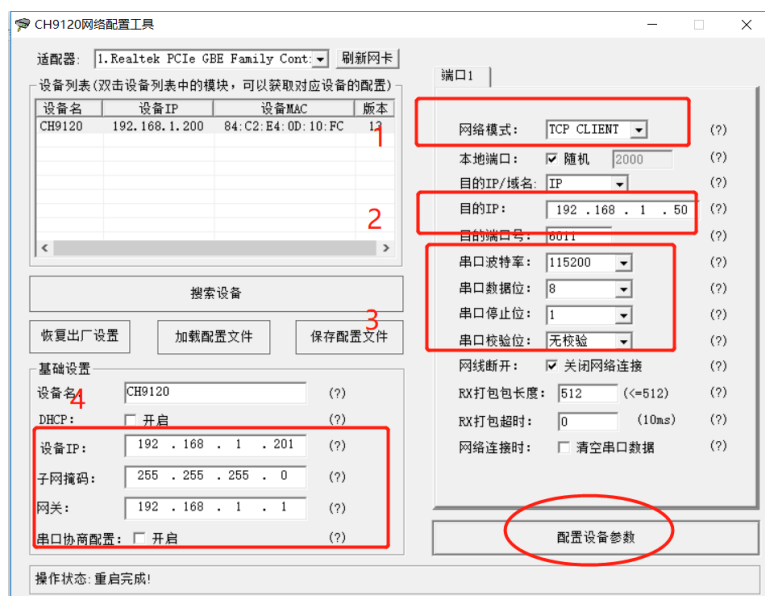 CH9120网络配置工具
适配器: 1.Realtek PCIe GBE Family Cont: 刷新网卡
设备列表(双击设备列表中的模块，可以获取对应设备的配置)
设备名 设备IP 设备MAC 版本
CH9120 192.168.1.200 84:C2:E4:0D:10:FC
1
2
搜索设备
3
恢复出厂设置 加载配置文件 保存配置文件
基础设置
设备名: CH9120 (?)
4
DHCP: 开启 (?)
设备IP: 192 .168 . 1 .201 (?)
子网掩码: 255 .255 .255 . 0 (?)
网关: 192 .168 . 1 . 1 (?)
串口协商配置: 开启 (?)
端口1
网络模式: TCP CLIENT (?)
本地端口: 随机 2000 (?)
目的IP/域名: IP (?)
目的IP: 192 .168 . 1 .50 (?)
目的端口号: 6011 (?)
串口波特率: 115200 (?)
串口数据位: 8 (?)
串口停止位: 1 (?)
串口校验位: 无校验 (?)
网线断开: 关闭网络连接 (?)
RX打包包长度: 512 (<=512) (?)
RX打包超时: 0 (10ms) (?)
网络连接时: 清空串口数据 (?)
配置设备参数
操作状态:重启完成!